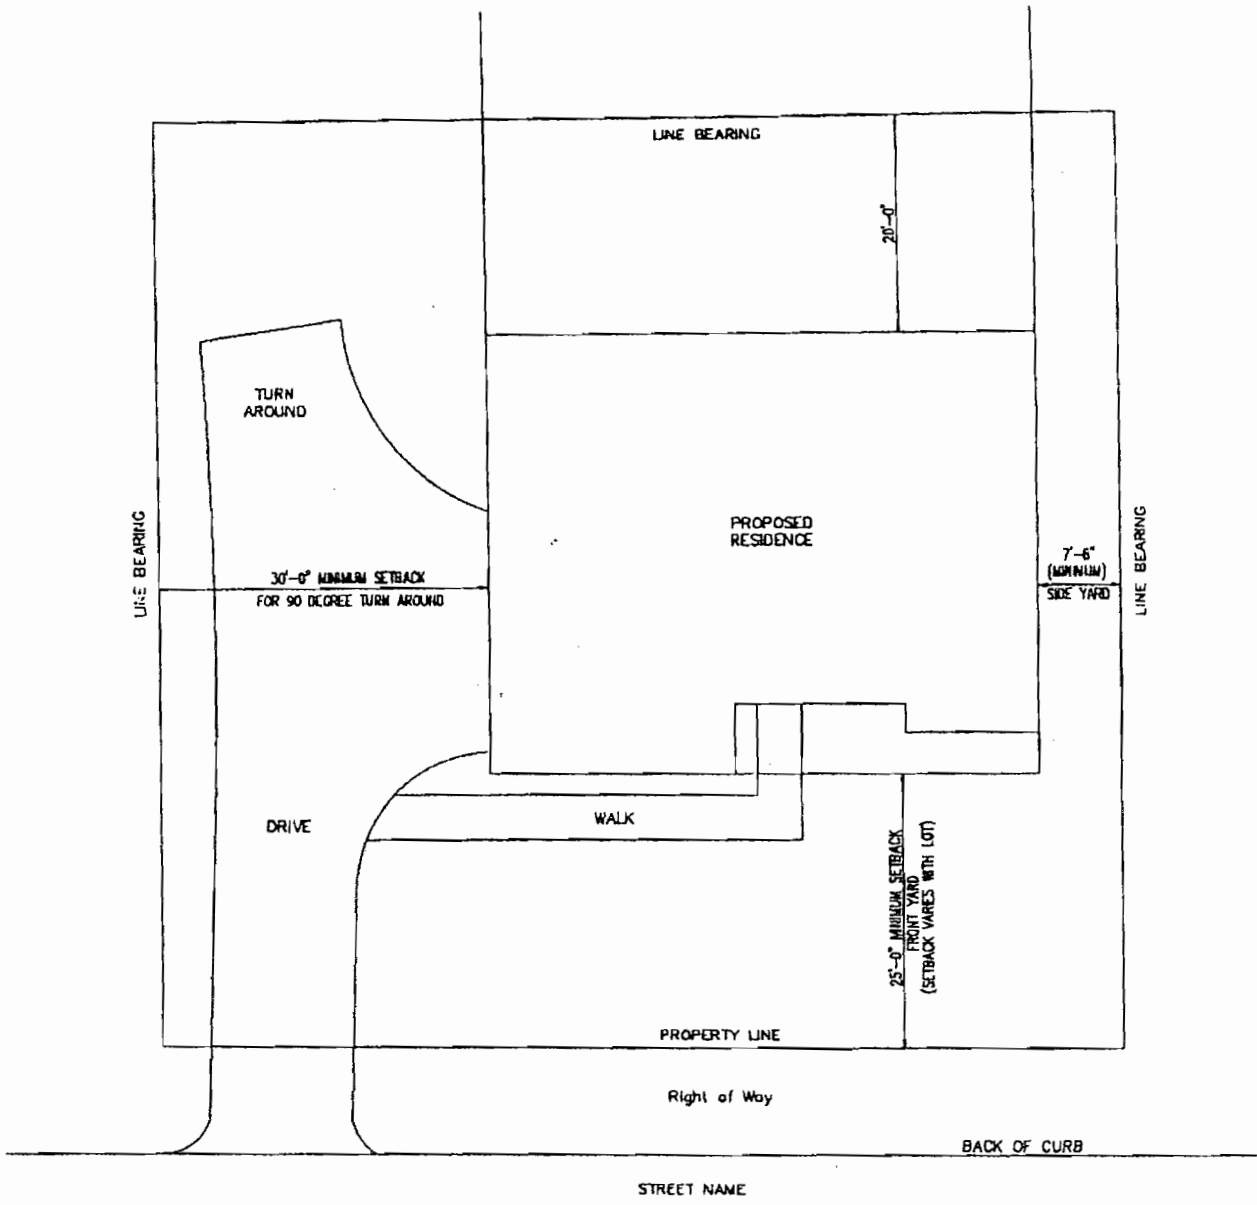 LINE BEARING
20'-0"
TURN
AROUND
PROPOSED
RESIDENCE
LINE BEARING
30'-0" MINIMUM SETBACK
FOR 90 DEGREE TURN AROUND
7'-6"
(MINIMUM)
SIDE YARD
LINE BEARING
DRIVE
WALK
25'-0" MINIMUM SETBACK
FRONT YARD
(SETBACK VARIES WITH LOT)
PROPERTY LINE
Right of Way
BACK OF CURB
STREET NAME